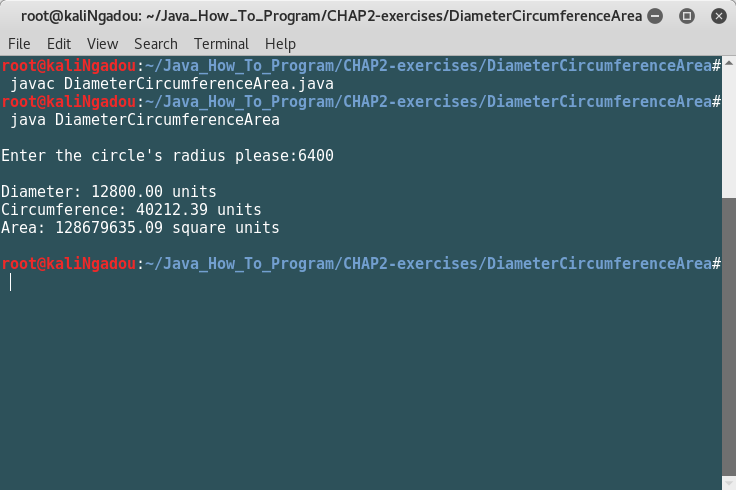 root@kaliNgadou: ~/Java_How_To_Program/CHAP2-exercises/DiameterCircumferenceArea
File Edit View Search Terminal Help
root@kaliNgadou:~/Java_How_To_Program/CHAP2-exercises/DiameterCircumferenceArea#
javac DiameterCircumferenceArea.java
root@kaliNgadou:~/Java_How_To_Program/CHAP2-exercises/DiameterCircumferenceArea#
java DiameterCircumferenceArea
Enter the circle's radius please:6400
Diameter: 12800.00 units
Circumference: 40212.39 units
Area: 128679635.09 square units
root@kaliNgadou:~/Java_How_To_Program/CHAP2-exercises/DiameterCircumferenceArea#